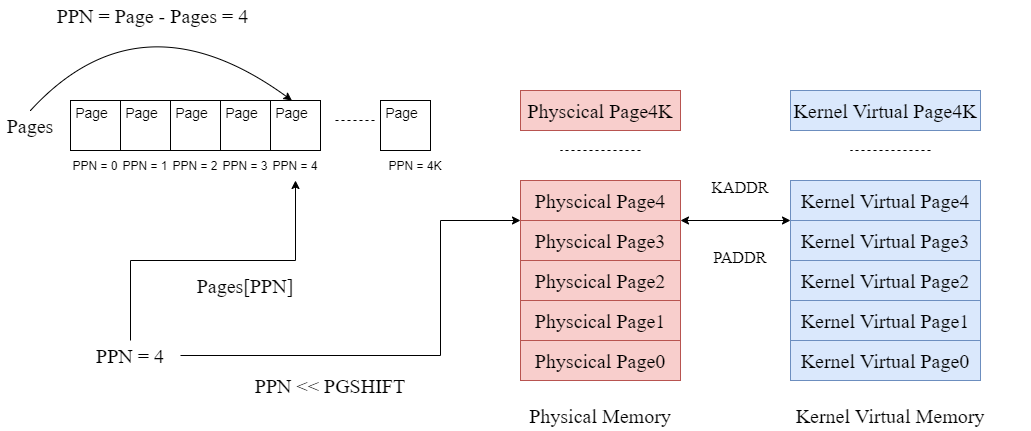 PPN = Page - Pages = 4
Pages
Page Page Page Page Page Page
PPN = 0 PPN = 1 PPN = 2 PPN = 3 PPN = 4 PPN = 4K
Pages[PPN]
PPN = 4
PPN << PGSHIFT
Physcical Page4K
Physcical Page4
Physcical Page3
Physcical Page2
Physcical Page1
Physcical Page0
Physical Memory
KADDR
PADDR
Kernel Virtual Page4K
Kernel Virtual Page4
Kernel Virtual Page3
Kernel Virtual Page2
Kernel Virtual Page1
Kernel Virtual Page0
Kernel Virtual Memory